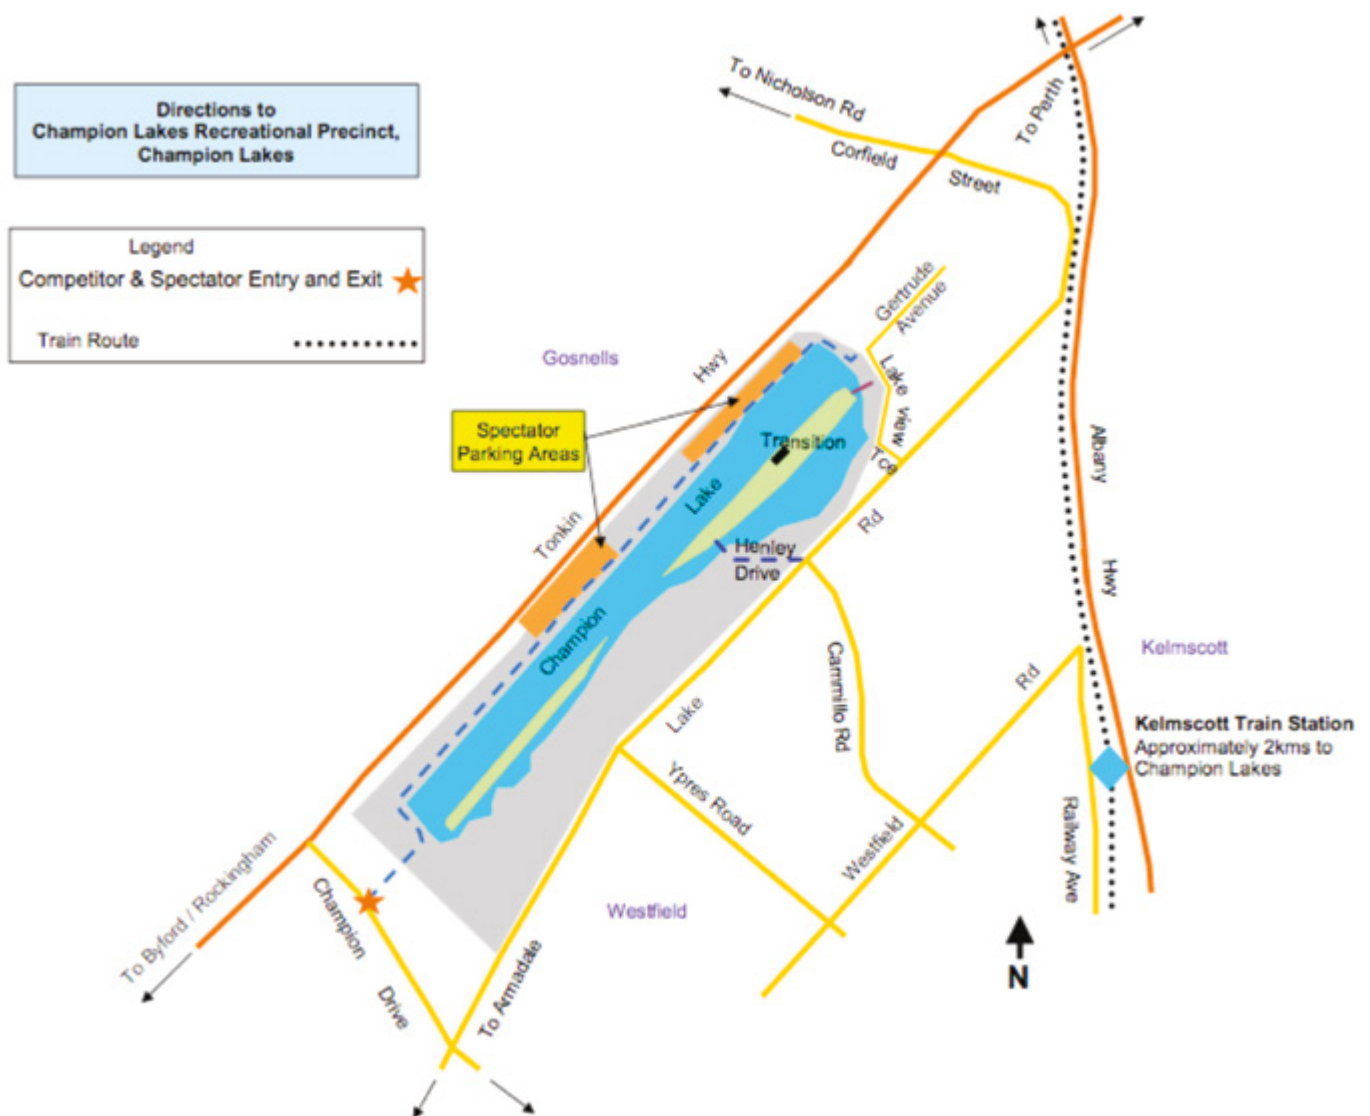 Directions to
Champion Lakes Recreational Precinct,
Champion Lakes
Legend
Competitor & Spectator Entry and Exit
Train Route
To Nicholson Rd
Corfield
Street
To Perth
Gertrude
Avenue
Gosnells
Hwy
Lake
View
Tce
Spectator
Parking Areas
Transition
Lake
Tonkin
Rd
Henley
Drive
Albany
Hwy
Champion
Cammillo Rd
Kelmscott
Rd
Lake
Kelmscott Train Station
Approximately 2kms to
Champion Lakes
Ypres Road
Westfield
Railway Ave
To Byford / Rockingham
Champion
Drive
Westfield
To Armadale
N